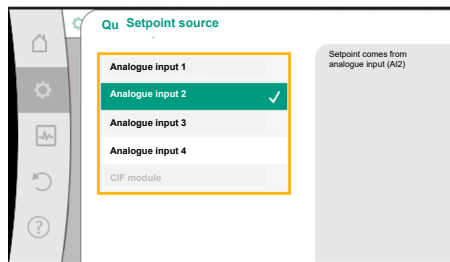 Qu Setpoint source
Analogue input 1
Analogue input 2
Analogue input 3
Analogue input 4
CIF module
Setpoint comes from
analogue input (AI2)
?